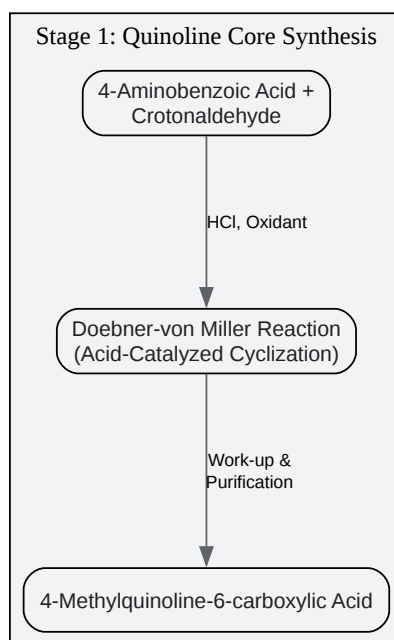 Stage 1: Quinoline Core Synthesis
4-Aminobenzoic Acid +
Crotonaldehyde
HCl, Oxidant
Doebner-von Miller Reaction
(Acid-Catalyzed Cyclization)
Work-up &
Purification
4-Methylquinoline-6-carboxylic Acid